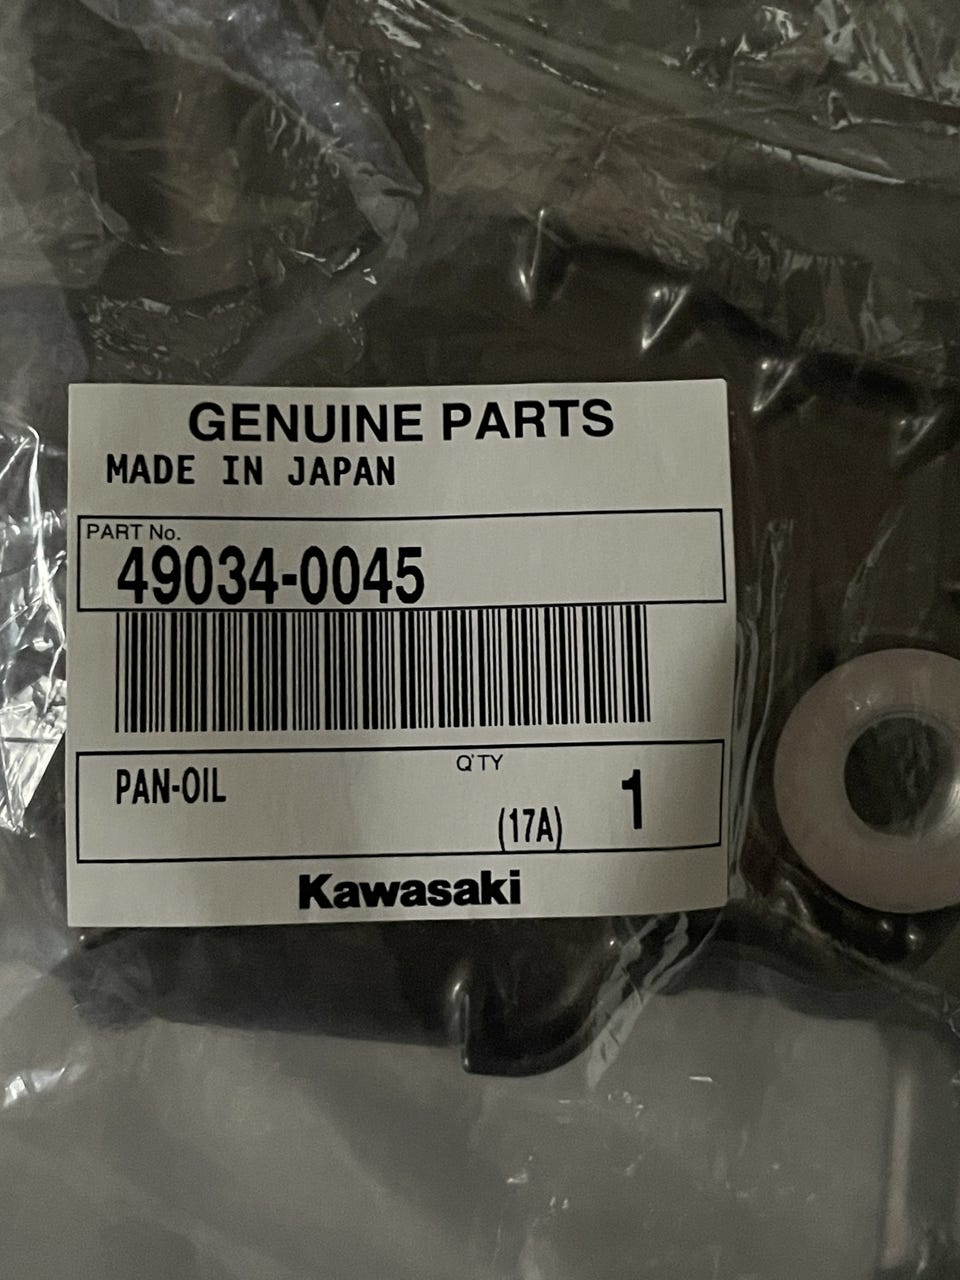 GENUINE PARTS
MADE IN JAPAN
PART No.
49034-0045
PAN-OIL
Q'TY
(17A) 1
Kawasaki